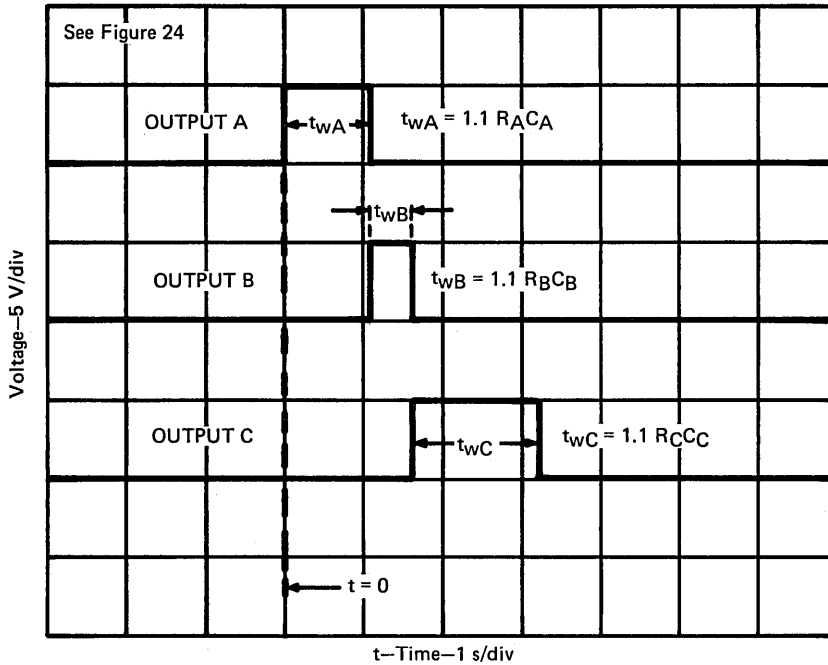 See Figure 24
OUTPUT A
twA
twA = 1.1 RACA
twB
OUTPUT B
twB = 1.1 RBCB
OUTPUT C
twC
twC = 1.1 RCCC
t = 0
Voltage–5 V/div
t–Time–1 s/div